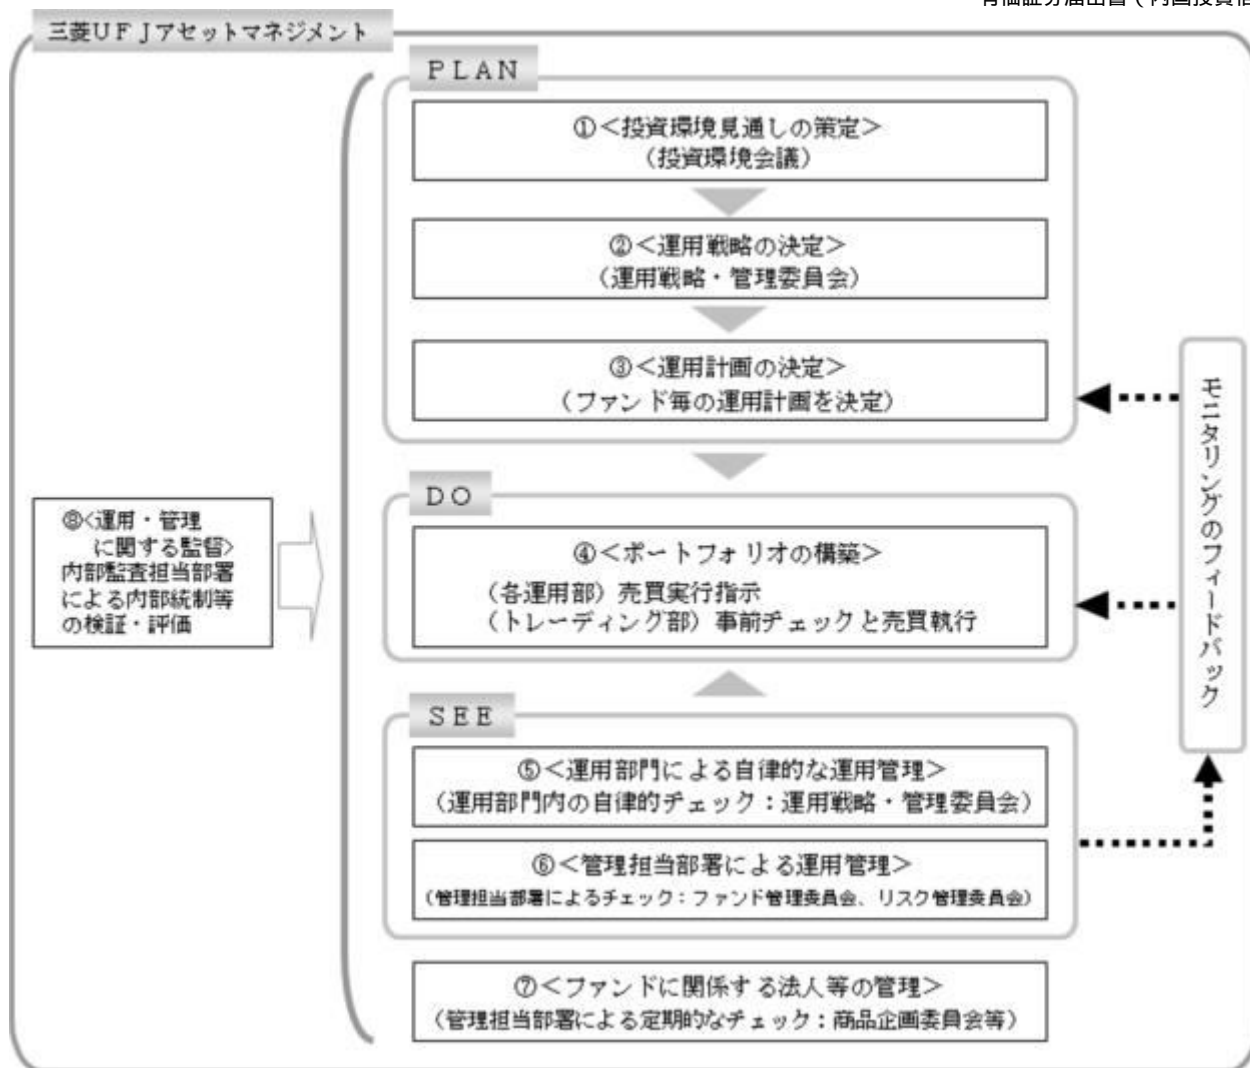 三菱ＵＦＪアセットマネジメント
ＰＬＡＮ
①＜投資環境見通しの策定＞
（投資環境会議）
②＜運用戦略の決定＞
（運用戦略・管理委員会）
③＜運用計画の決定＞
（ファンド毎の運用計画を決定）
ＤＯ
④＜ポートフォリオの構築＞
（各運用部）売買実行指示
（トレーディング部）事前チェックと売買執行
ＳＥＥ
⑤＜運用部門による自律的な運用管理＞
（運用部門内の自律的チェック：運用戦略・管理委員会）
⑥＜管理担当部署による運用管理＞
（管理担当部署によるチェック：ファンド管理委員会、リスク管理委員会）
⑦＜ファンドに関係する法人等の管理＞
（管理担当部署による定期的なチェック：商品企画委員会等）
⑧<運用・管理
に関する監督>
内部監査担当部署
による内部統制等
の検証・評価
モニタリングのフィードバック